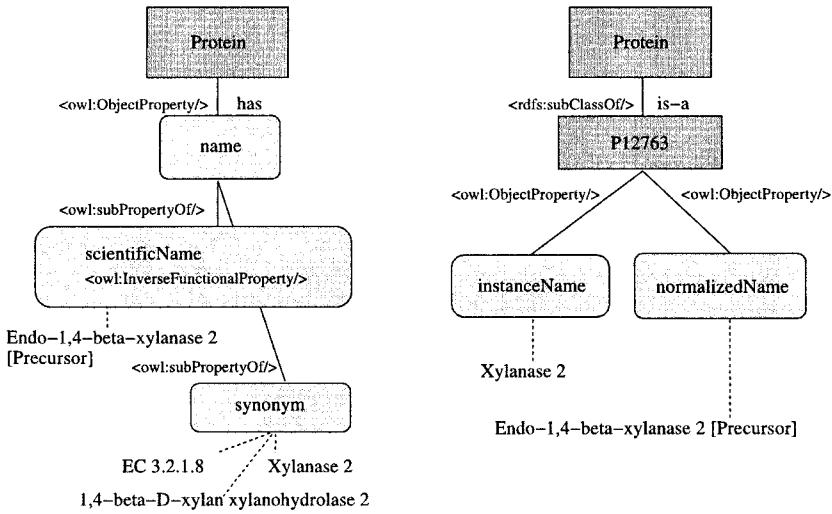 Protein
<owl:ObjectProperty/> has
name
<owl:subPropertyOf/>
scientificName
<owl:InverseFunctionalProperty/>
Endo-1,4-beta-xylanase 2
[Precursor]
<owl:subPropertyOf/>
synonym
EC 3.2.1.8
Xylanase 2
1,4-beta-D-xylan xylanohydrolase 2
Protein
<rdfs:subClassOf/> is-a
P12763
<owl:ObjectProperty/>
<owl:ObjectProperty/>
instanceName
normalizedName
Xylanase 2
Endo-1,4-beta-xylanase 2 [Precursor]